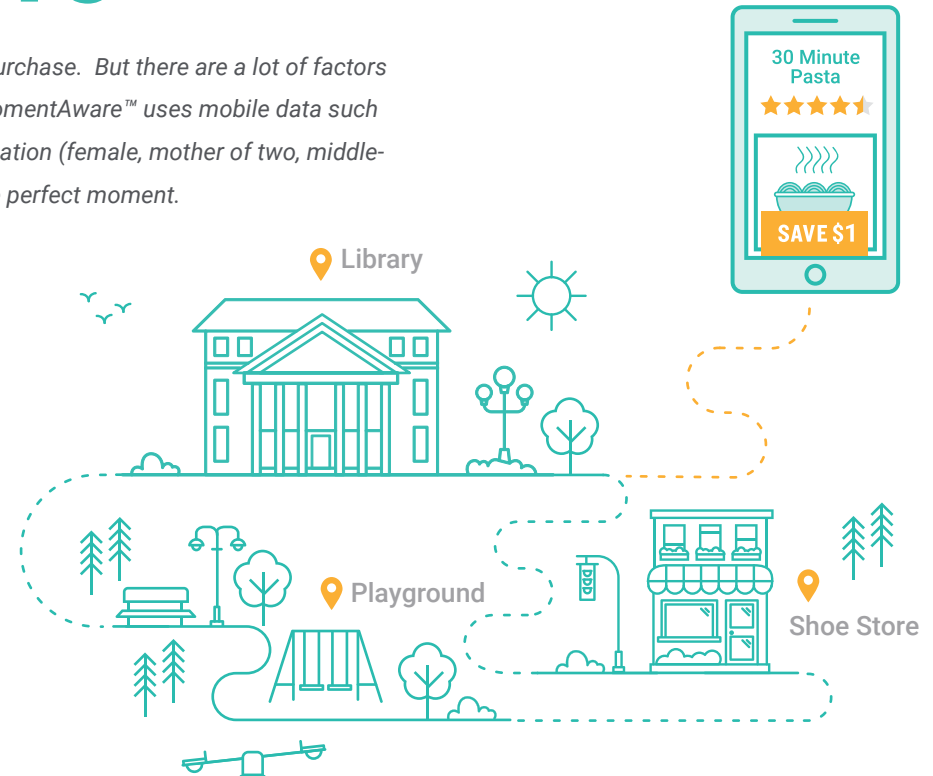 urchase.  But there are a lot of factors
omentAware™ uses mobile data such
ation (female, mother of two, middle-
perfect moment.
30 Minute
Pasta
SAVE $1
Library
Playground
Shoe Store